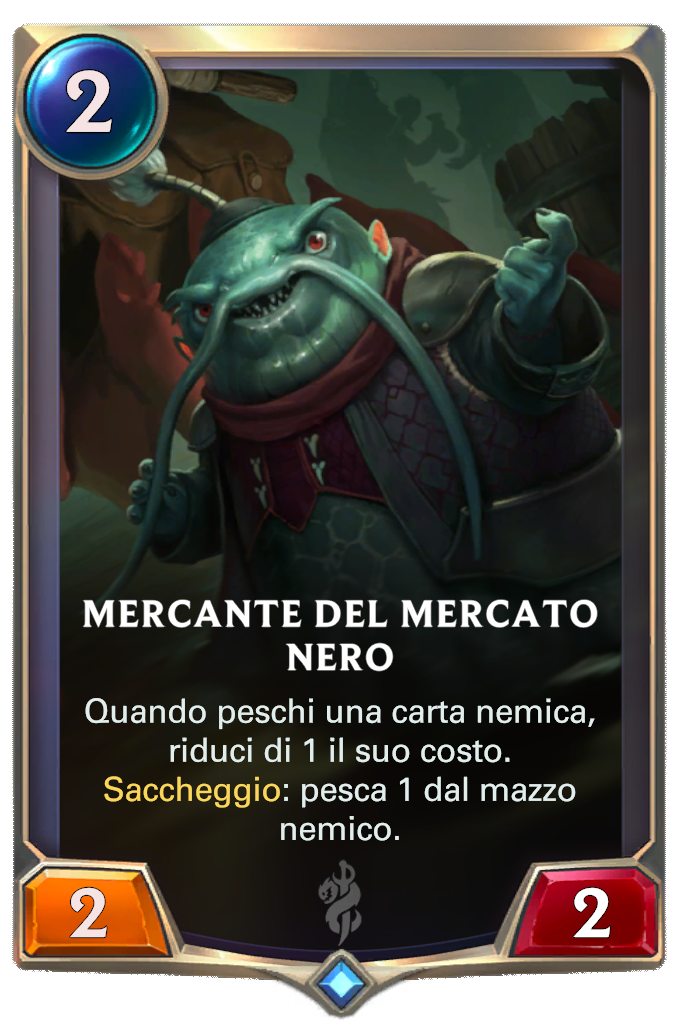 2
MERCANTE DEL MERCATO
NERO
Quando peschi una carta nemica,
riduci di 1 il suo costo.
Saccheggio: pesca 1 dal mazzo
nemico.
2
2